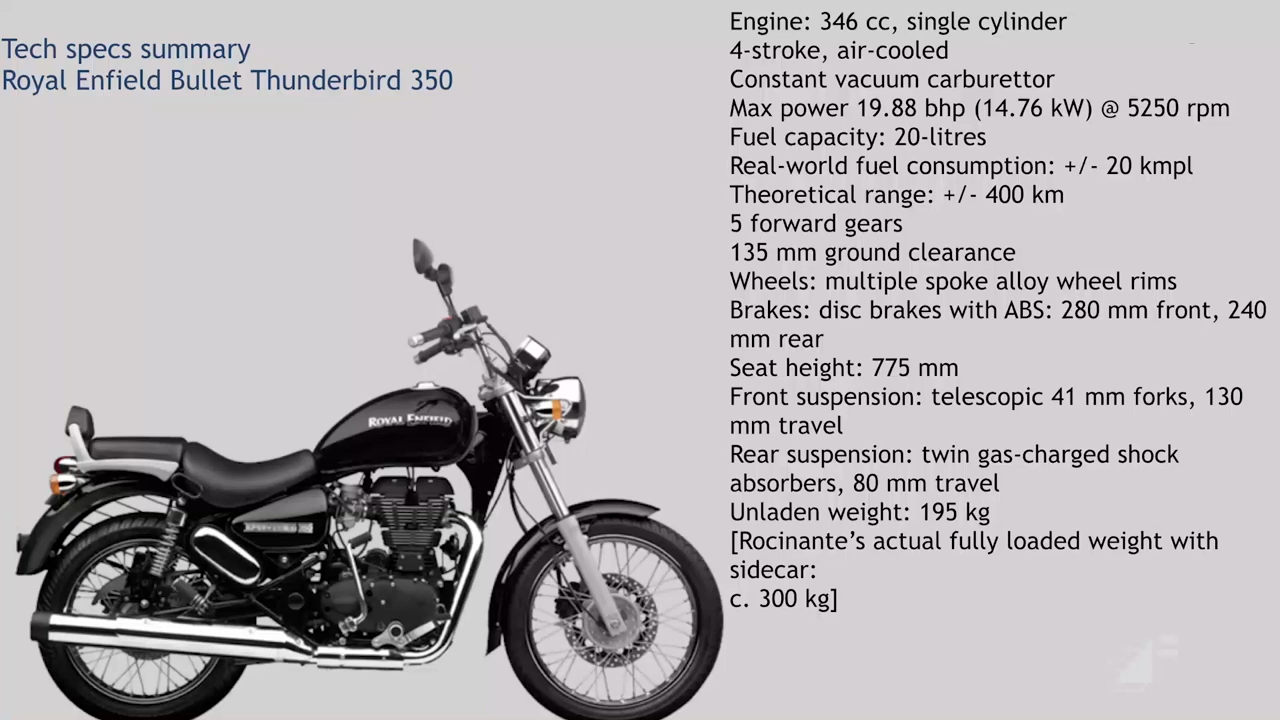 Tech specs summary
Royal Enfield Bullet Thunderbird 350
Engine: 346 cc, single cylinder
4-stroke, air-cooled
Constant vacuum carburettor
Max power 19.88 bhp (14.76 kW) @ 5250 rpm
Fuel capacity: 20-litres
Real-world fuel consumption: +/- 20 kmpl
Theoretical range: +/- 400 km
5 forward gears
135 mm ground clearance
Wheels: multiple spoke alloy wheel rims
Brakes: disc brakes with ABS: 280 mm front, 240
mm rear
Seat height: 775 mm
Front suspension: telescopic 41 mm forks, 130
mm travel
Rear suspension: twin gas-charged shock
absorbers, 80 mm travel
Unladen weight: 195 kg
[Rocinante’s actual fully loaded weight with
sidecar:
c. 300 kg]
ROYAL ENFIELD